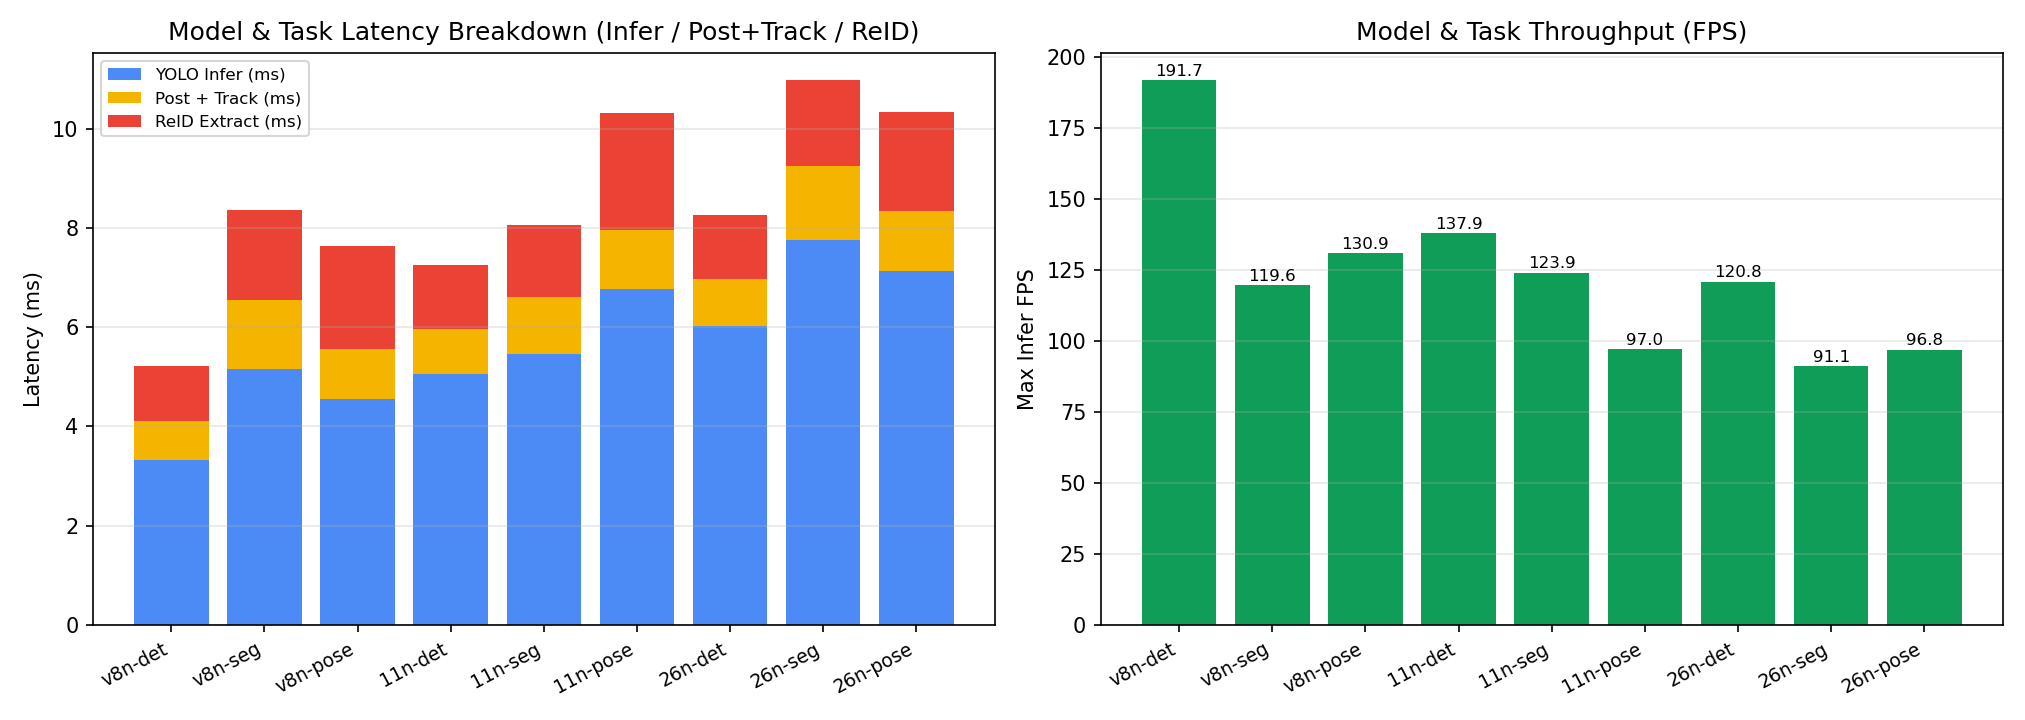 Model & Task Latency Breakdown (Infer / Post+Track / ReID)
YOLO Infer (ms)
Post + Track (ms)
ReID Extract (ms)
Latency (ms)
10
8
6
4
2
0
v8n-det
v8n-seg
v8n-pose
11n-det
11n-seg
11n-pose
26n-det
26n-seg
26n-pose
Model & Task Throughput (FPS)
Max Infer FPS
200
175
150
125
100
75
50
25
0
191.7
119.6
130.9
137.9
123.9
97.0
120.8
91.1
96.8
v8n-det
v8n-seg
v8n-pose
11n-det
11n-seg
11n-pose
26n-det
26n-seg
26n-pose